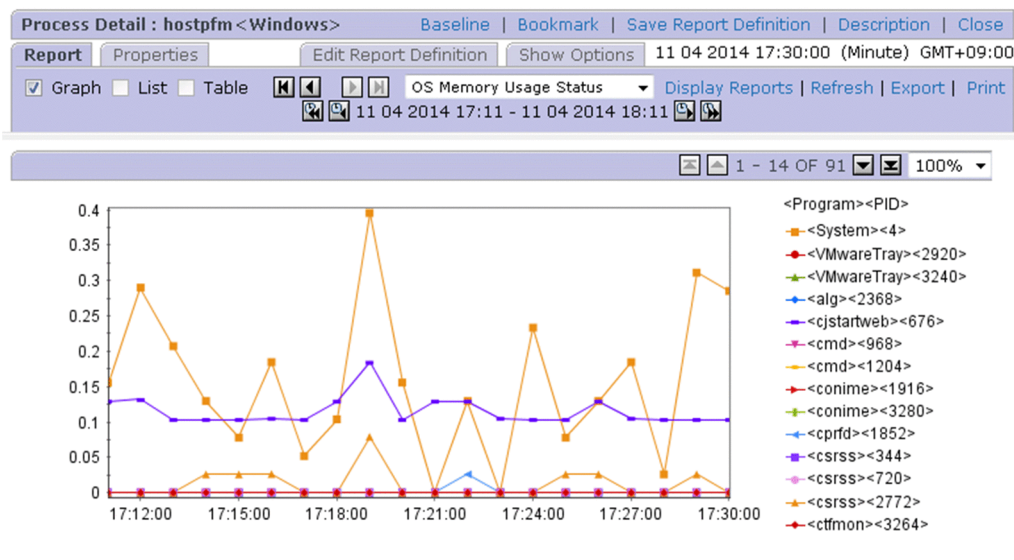 Process Detail : hostpfm<Windows> Baseline | Bookmark | Save Report Definition | Description | Close
Report Properties Edit Report Definition Show Options 11 04 2014 17:30:00 (Minute) GMT+09:00
Graph List Table OS Memory Usage Status Display Reports | Refresh | Export | Print
11 04 2014 17:11 - 11 04 2014 18:11
1 - 14 OF 91 100%
<Program><PID>
<System><4>
<VMwareTray><2920>
<VMwareTray><3240>
<alg><2368>
<cjstartweb><676>
<cmd><968>
<cmd><1204>
<conime><1916>
<conime><3280>
<cprfd><1852>
<csrss><344>
<csrss><720>
<csrss><2772>
<ctfmon><3264>
0.4
0.35
0.3
0.25
0.2
0.15
0.1
0.05
0
17:12:00 17:15:00 17:18:00 17:21:00 17:24:00 17:27:00 17:30:00